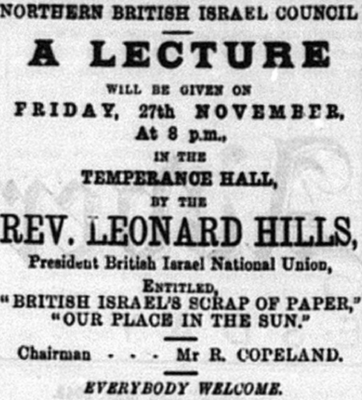 NORTHERN BRITISH ISRAEL COUNCIL
A LECTURE
WILL BE GIVEN ON
FRIDAY, 27th NOVEMBER,
At 8 p.m.,
IN THE
TEMPERANCE HALL,
BY THE
REV. LEONARD HILLS,
President British Israel National Union,
ENTITLED,
"BRITISH ISRAEL'S SCRAP OF PAPER,"
"OUR PLACE IN THE SUN."
Chairman - - - Mr R. COPELAND.
EVERYBODY WELCOME.